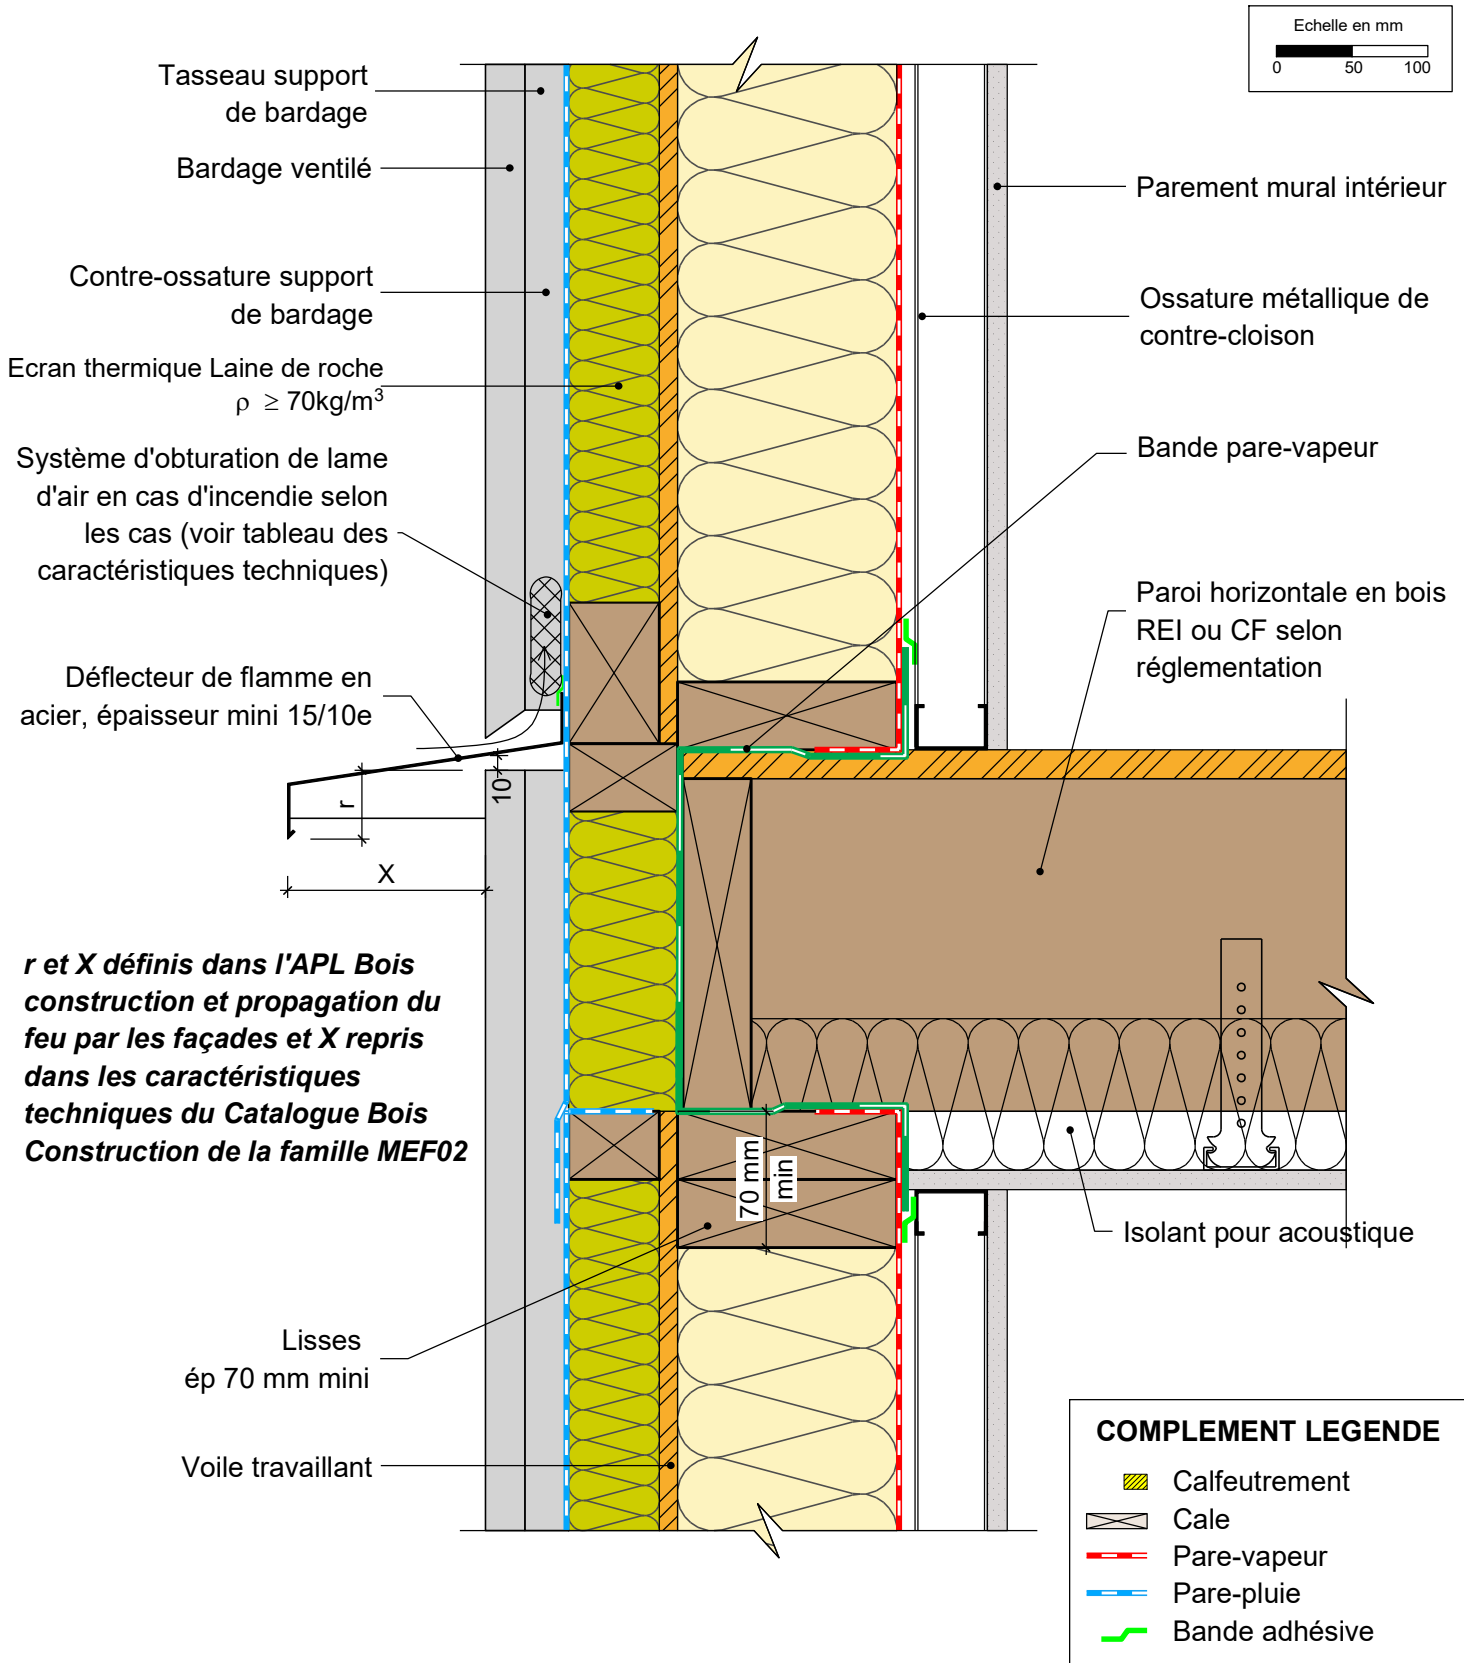 Echelle en mm
0 50 100
Tasseau support
de bardage
Bardage ventilé
Contre-ossature support
de bardage
Ecran thermique Laine de roche
ρ ≥ 70kg/m³
Système d'obturation de lame
d'air en cas d'incendie selon
les cas (voir tableau des
caractéristiques techniques)
Déflecteur de flamme en
acier, épaisseur mini 15/10e
Parement mural intérieur
Ossature métallique de
contre-cloison
Bande pare-vapeur
Paroi horizontale en bois
REI ou CF selon
réglementation
10
r
X
r et X définis dans l'APL Bois
construction et propagation du
feu par les façades et X repris
dans les caractéristiques
techniques du Catalogue Bois
Construction de la famille MEF02
70 mm
min
Isolant pour acoustique
Lisses
ép 70 mm mini
Voile travaillant
COMPLEMENT LEGENDE
Calfeutrement
Cale
Pare-vapeur
Pare-pluie
Bande adhésive